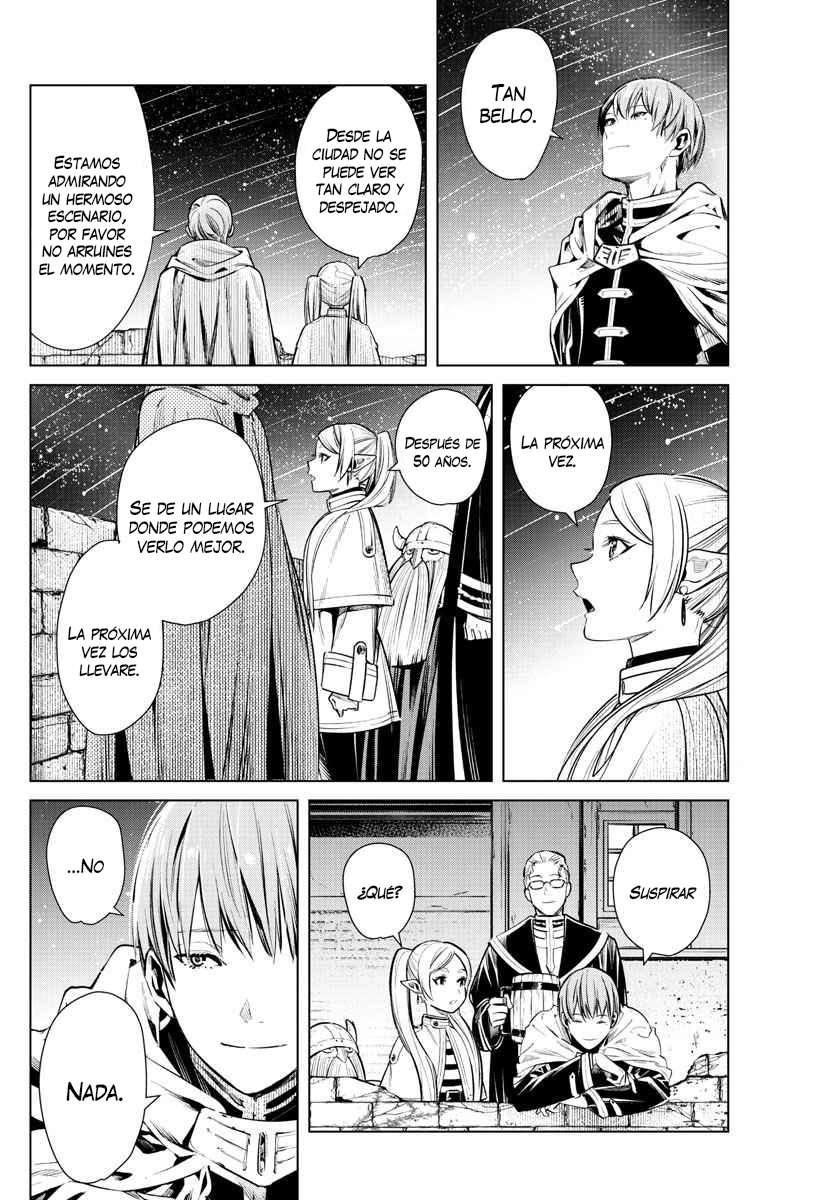 TAN
BELLO.
DESDE LA
CIUDAD NO SE
PUEDE VER
TAN CLARO Y
DESPEJADO.
ESTAMOS
ADMIRANDO
UN HERMOSO
ESCENARIO,
POR FAVOR
NO ARRUINES
EL MOMENTO.
LA PRÓXIMA
VEZ.
DESPUÉS DE
50 AÑOS.
SE DE UN LUGAR
DONDE PODEMOS
VERLO MEJOR.
LA PRÓXIMA
VEZ LOS
LLEVARE.
SUSPIRAR
¿QUÉ?
...NO
NADA.